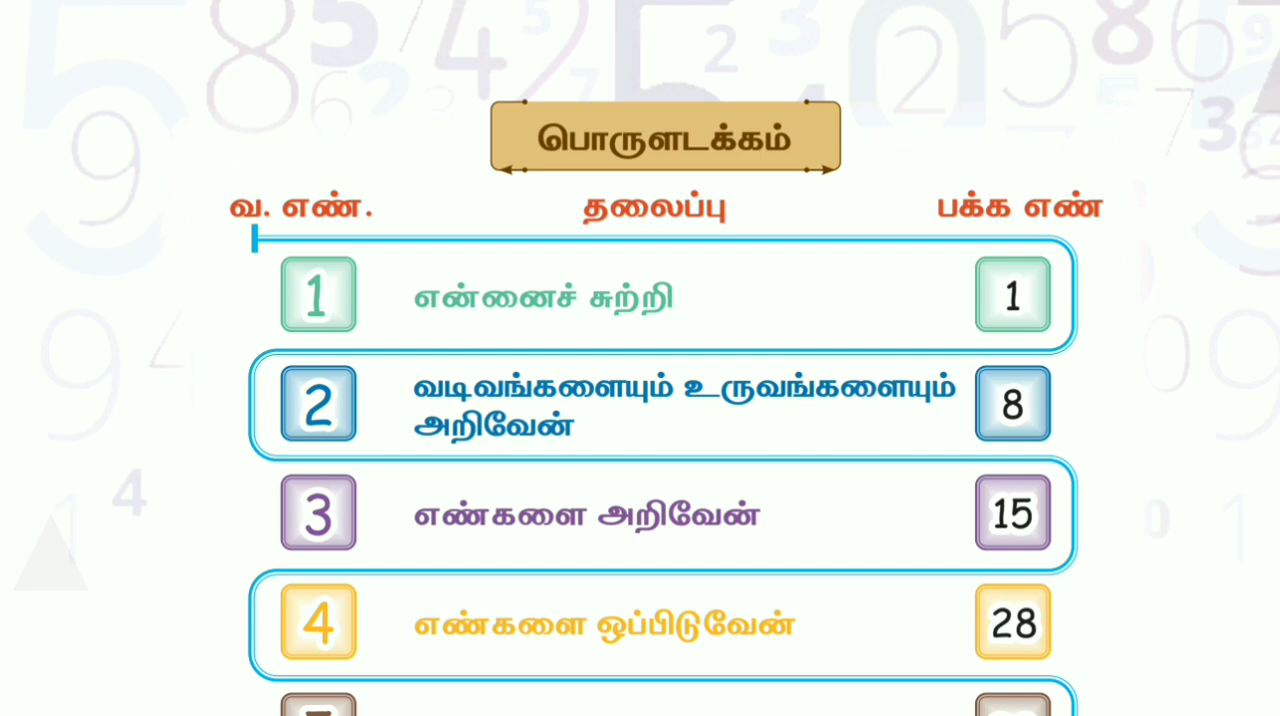 பொருளடக்கம்
வ. எண். தலைப்பு பக்க எண்
1 என்னைச் சுற்றி 1
2 வடிவங்களையும் உருவங்களையும் 8
அறிவேன்
3 எண்களை அறிவேன் 15
4 எண்களை ஒப்பிடுவேன் 28